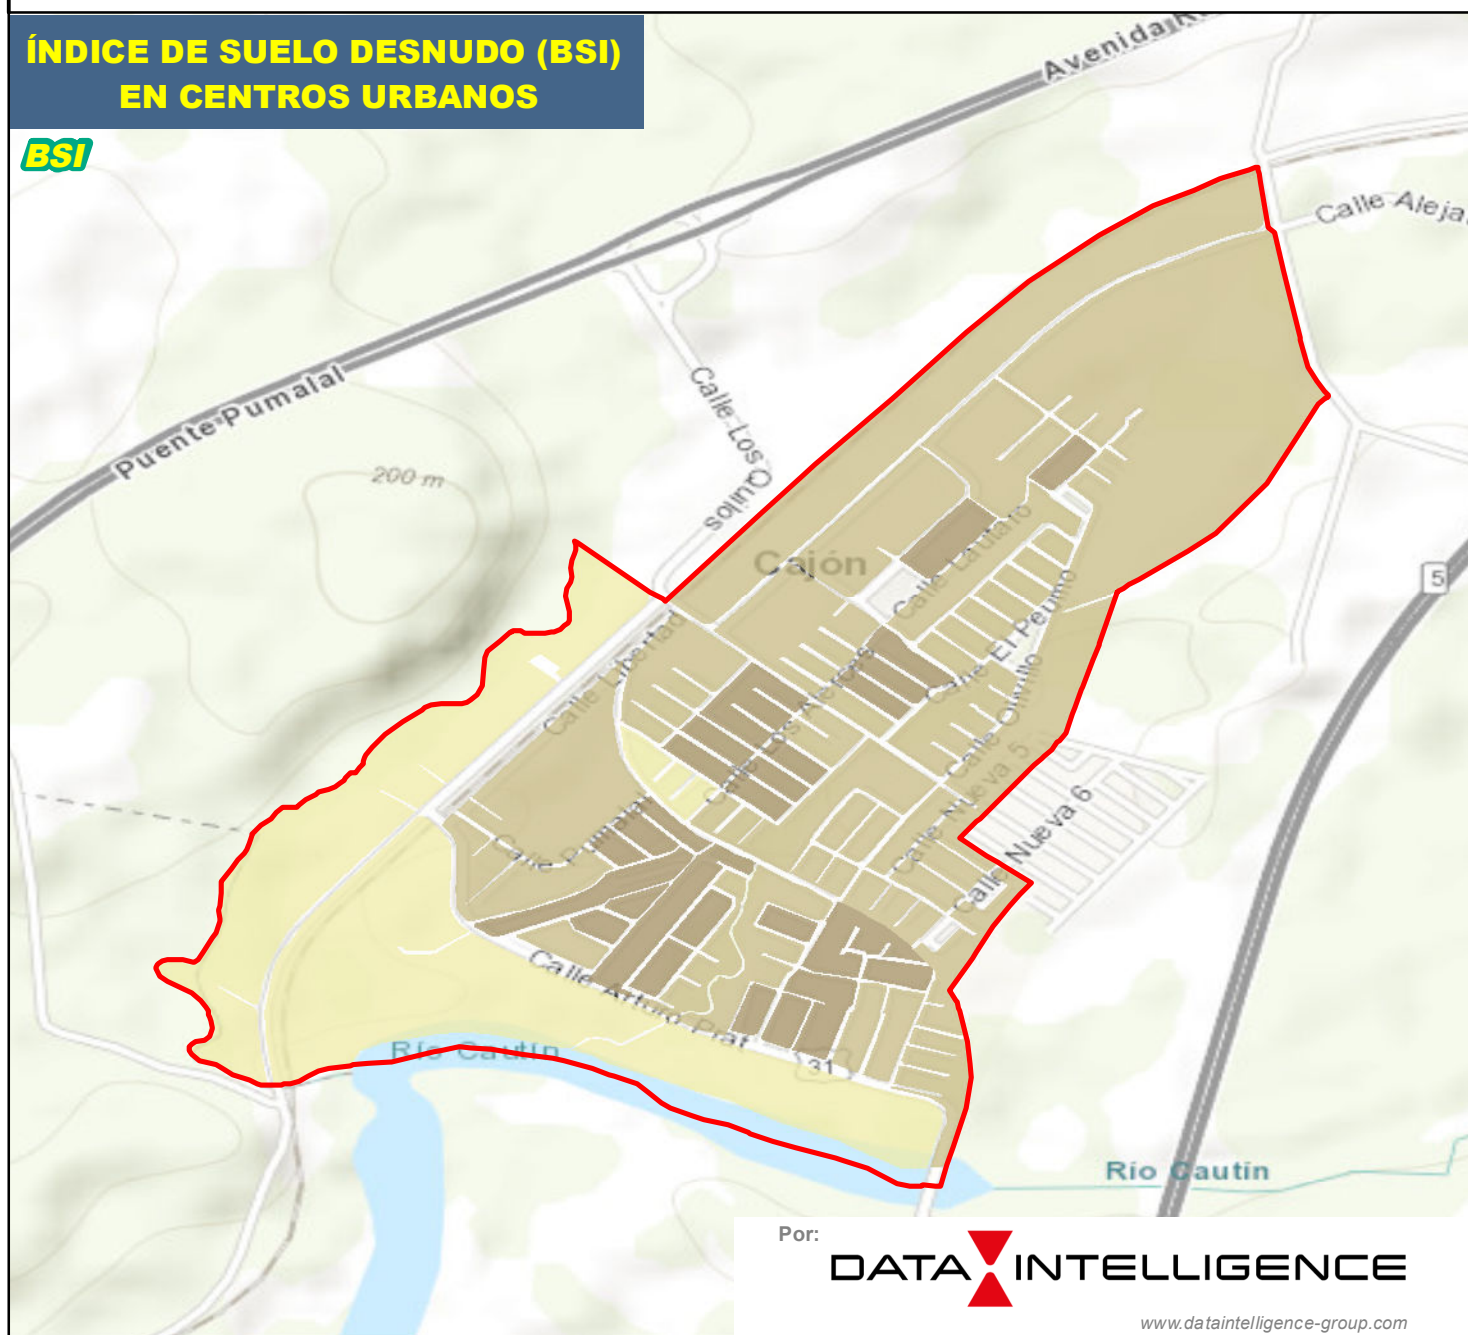 ÍNDICE DE SUELO DESNUDO (BSI)
EN CENTROS URBANOS
BSI
Avenida
Calle
Puente Pumalal
Calle Los Quilos
200 m
Cajón
5
Calle Lautaro
Calle El Peumo
Calle Libertad
Calle Los Alerces
Calle Olivillo
Calle Nueva 5
Calle Nueva 6
Calle Pumalal
Calle Arturo Prat
31
Río Cautín
Río Cautín
Por:
DATA INTELLIGENCE
www.dataintelligence-group.com